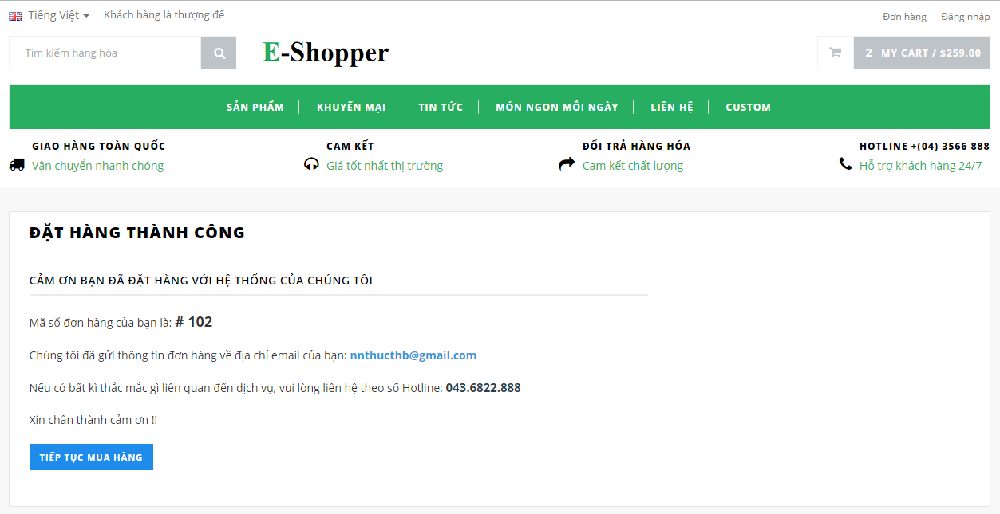 Tiếng Việt Khách hàng là thượng đế Đơn hàng Đăng nhập
Tìm kiếm hàng hóa E-Shopper 2 MY CART / $259.00
SẢN PHẨM KHUYẾN MẠI TIN TỨC MÓN NGON MỖI NGÀY LIÊN HỆ CUSTOM
GIAO HÀNG TOÀN QUỐC CAM KẾT ĐỔI TRẢ HÀNG HÓA HOTLINE +(04) 3566 888
Vận chuyển nhanh chóng Giá tốt nhất thị trường Cam kết chất lượng Hỗ trợ khách hàng 24/7
ĐẶT HÀNG THÀNH CÔNG
CẢM ƠN BẠN ĐÃ ĐẶT HÀNG VỚI HỆ THỐNG CỦA CHÚNG TÔI
Mã số đơn hàng của bạn là: # 102
Chúng tôi đã gửi thông tin đơn hàng về địa chỉ email của bạn: nnthucthb@gmail.com
Nếu có bất kì thắc mắc gì liên quan đến dịch vụ, vui lòng liên hệ theo số Hotline: 043.6822.888
Xin chân thành cảm ơn !!
TIẾP TỤC MUA HÀNG